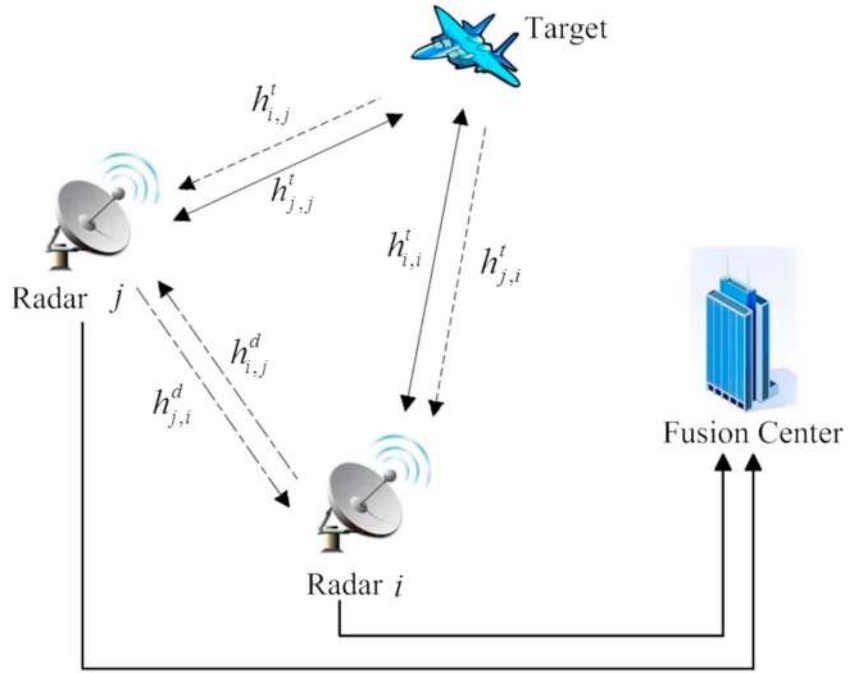 Target
h^t_{i,j}
h^t_{j,j}
h^t_{i,i}
h^t_{j,i}
Radar j
h^d_{i,j}
h^d_{j,i}
Fusion Center
Radar i